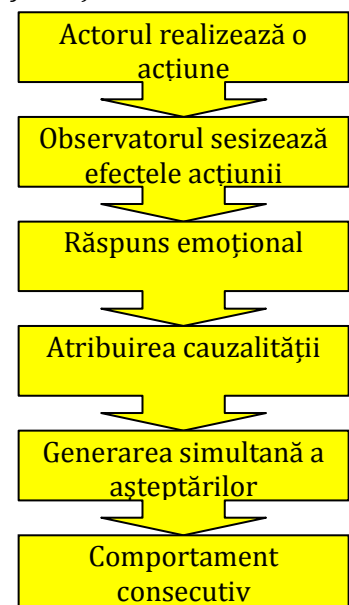 Actorul realizează o
acțiune
Observatorul sesizează
efectele acțiunii
Răspuns emoțional
Atribuirea cauzalității
Generarea simultană a
așteptărilor
Comportament
consecutiv